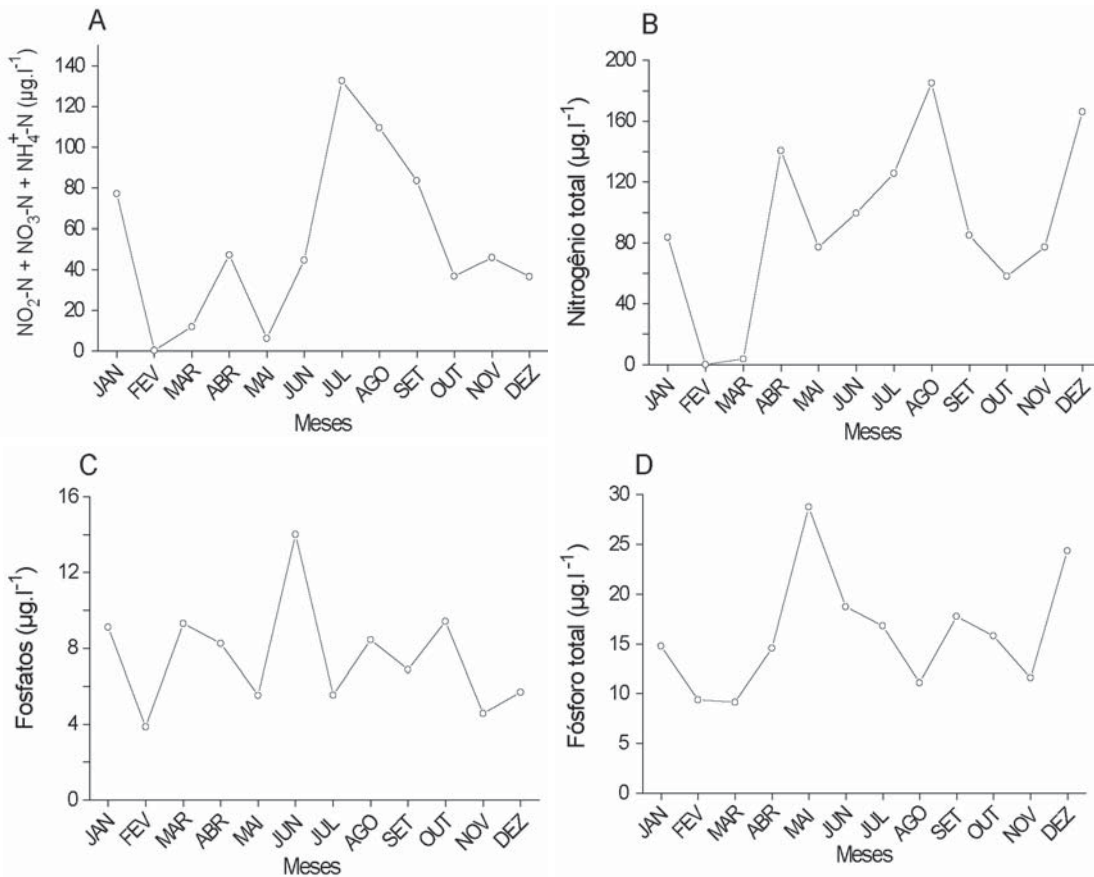 A
NO₂-N + NO₃-N + NH₄⁺-N (µg.l⁻¹)
140
120
100
80
60
40
20
0
JAN FEV MAR ABR MAI JUN JUL AGO SET OUT NOV DEZ
Meses
B
Nitrogênio total (µg.l⁻¹)
200
160
120
80
40
0
JAN FEV MAR ABR MAI JUN JUL AGO SET OUT NOV DEZ
Meses
C
Fosfatos (µg.l⁻¹)
16
12
8
4
0
JAN FEV MAR ABR MAI JUN JUL AGO SET OUT NOV DEZ
Meses
D
Fósforo total (µg.l⁻¹)
30
25
20
15
10
5
0
JAN FEV MAR ABR MAI JUN JUL AGO SET OUT NOV DEZ
Meses